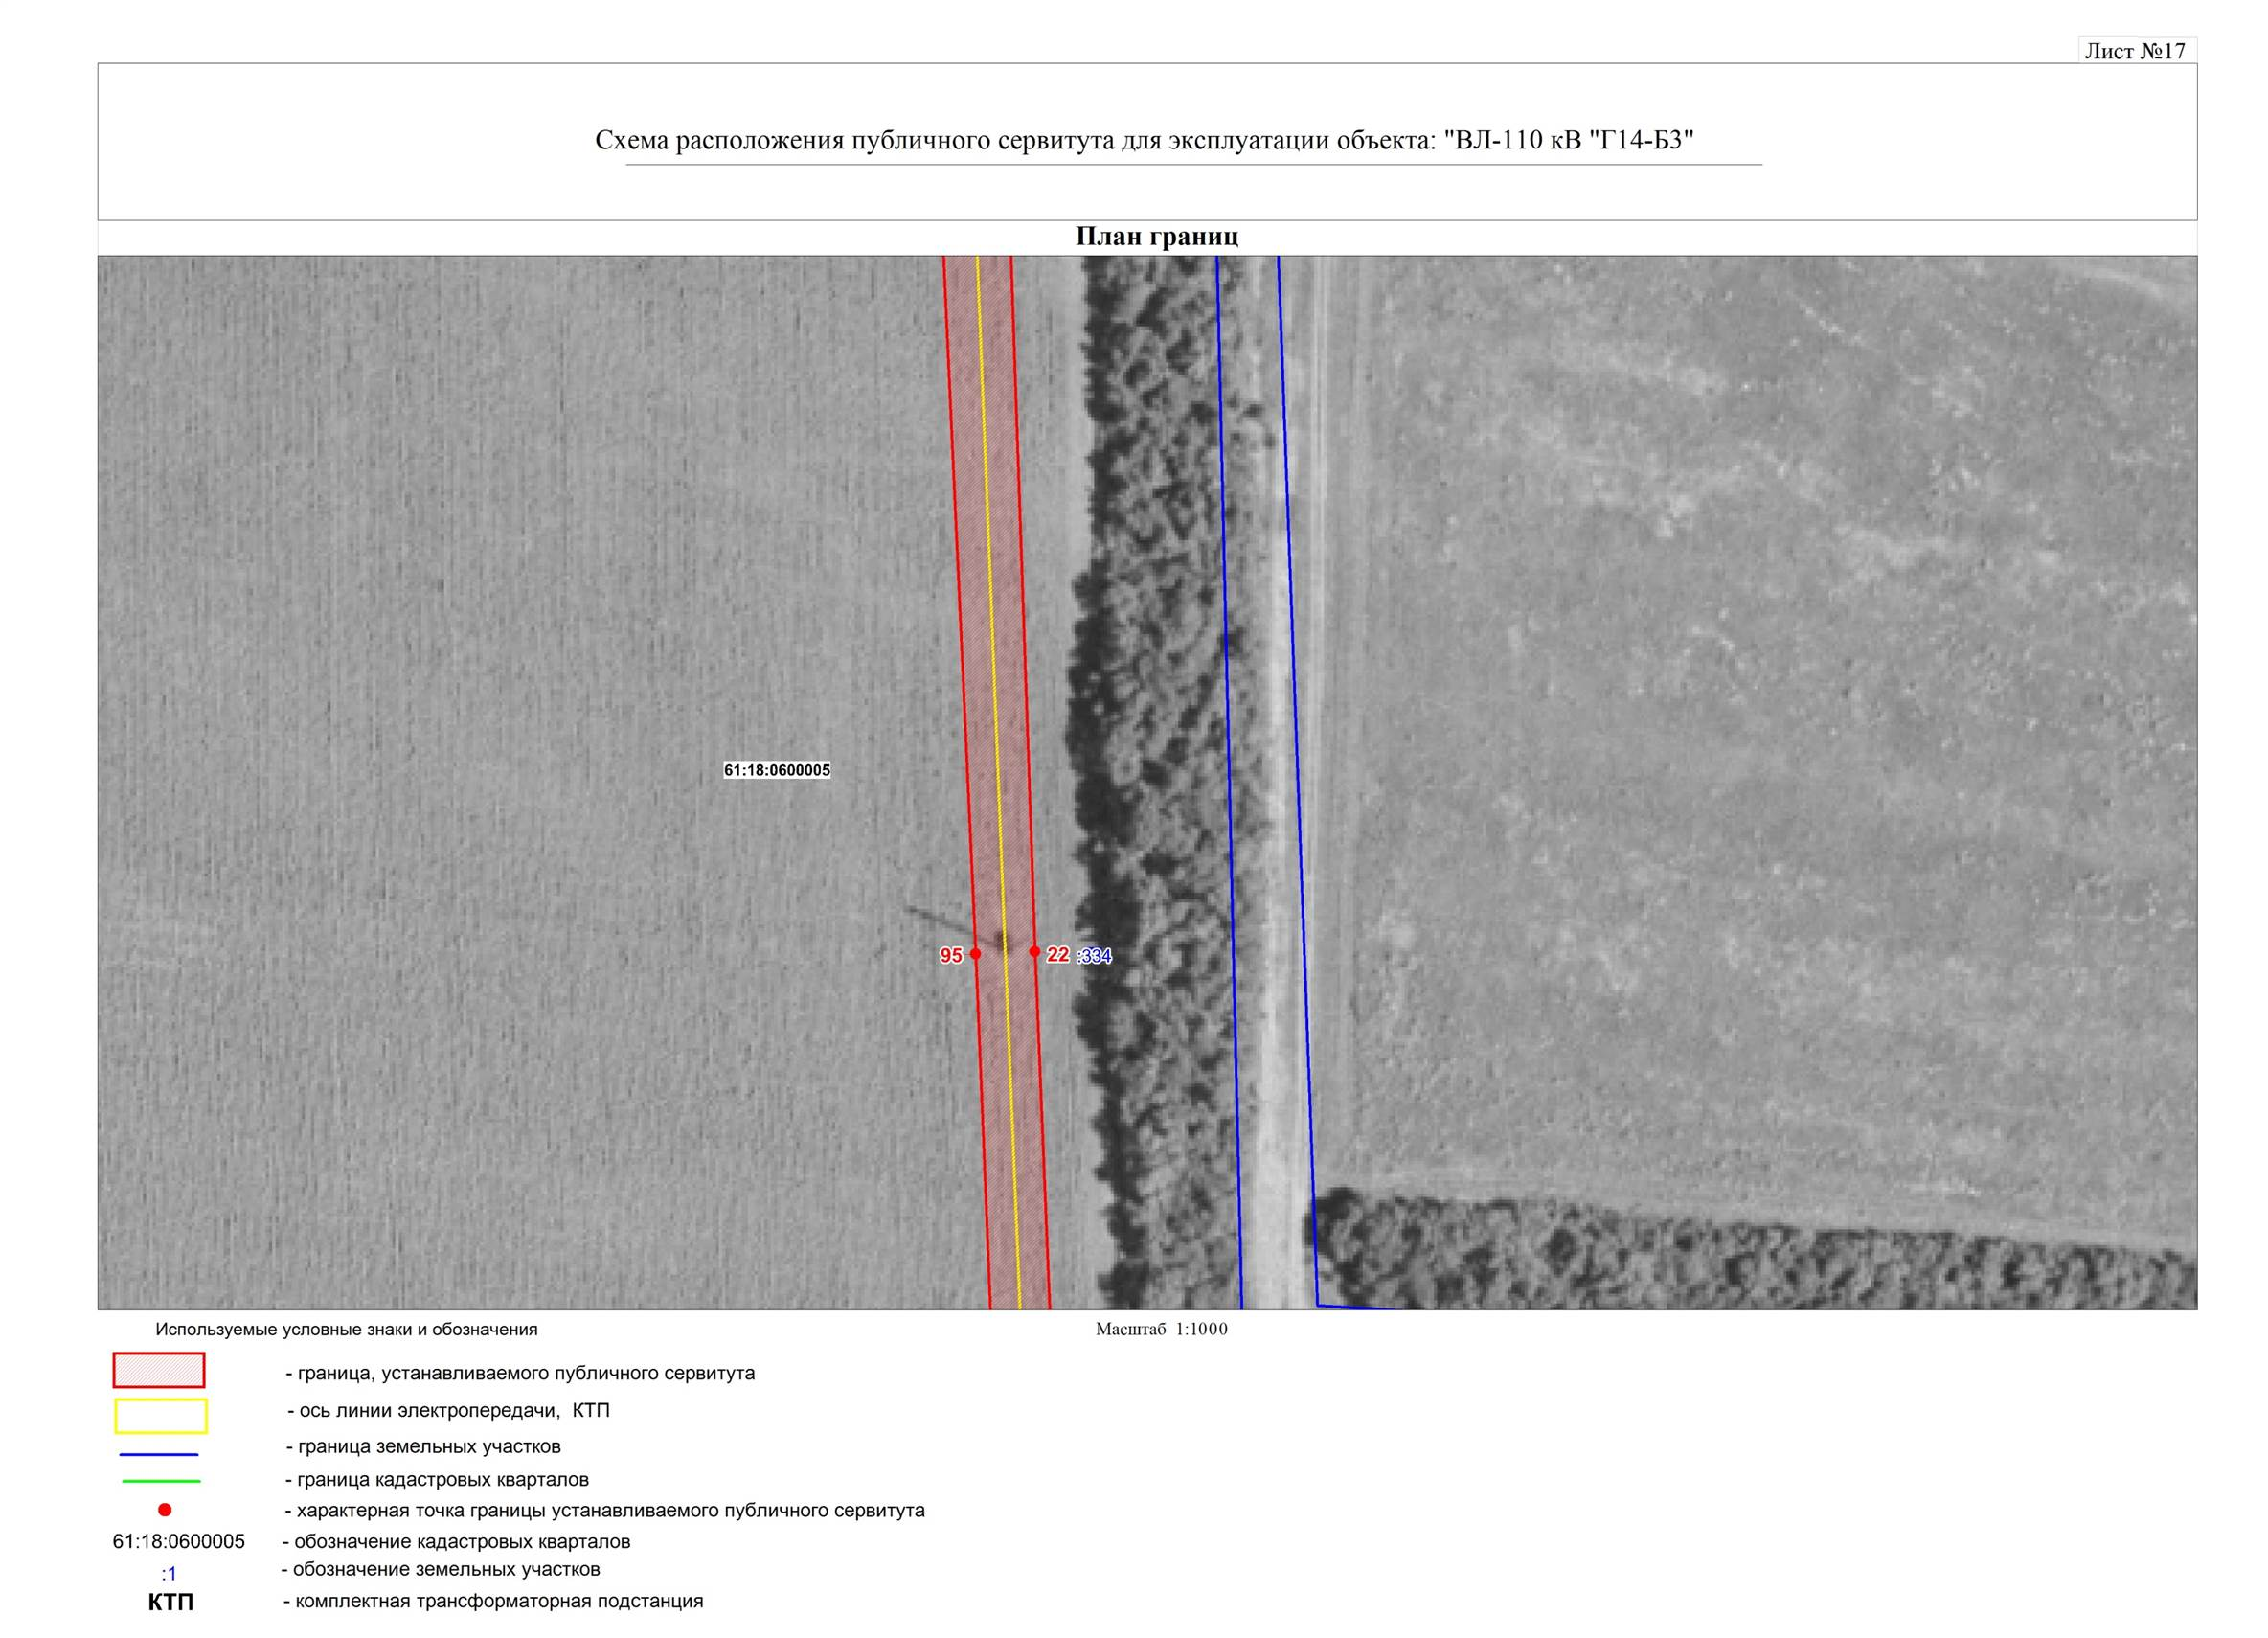 Лист №17
Схема расположения публичного сервитута для эксплуатации объекта: "ВЛ-110 кВ "Г14-Б3"
План границ
61:18:0600005
95 22 :334
Используемые условные знаки и обозначения
Масштаб 1:1000
- граница, устанавливаемого публичного сервитута
- ось линии электропередачи, КТП
- граница земельных участков
- граница кадастровых кварталов
- характерная точка границы устанавливаемого публичного сервитута
61:18:0600005 - обозначение кадастровых кварталов
:1 - обозначение земельных участков
КТП - комплектная трансформаторная подстанция